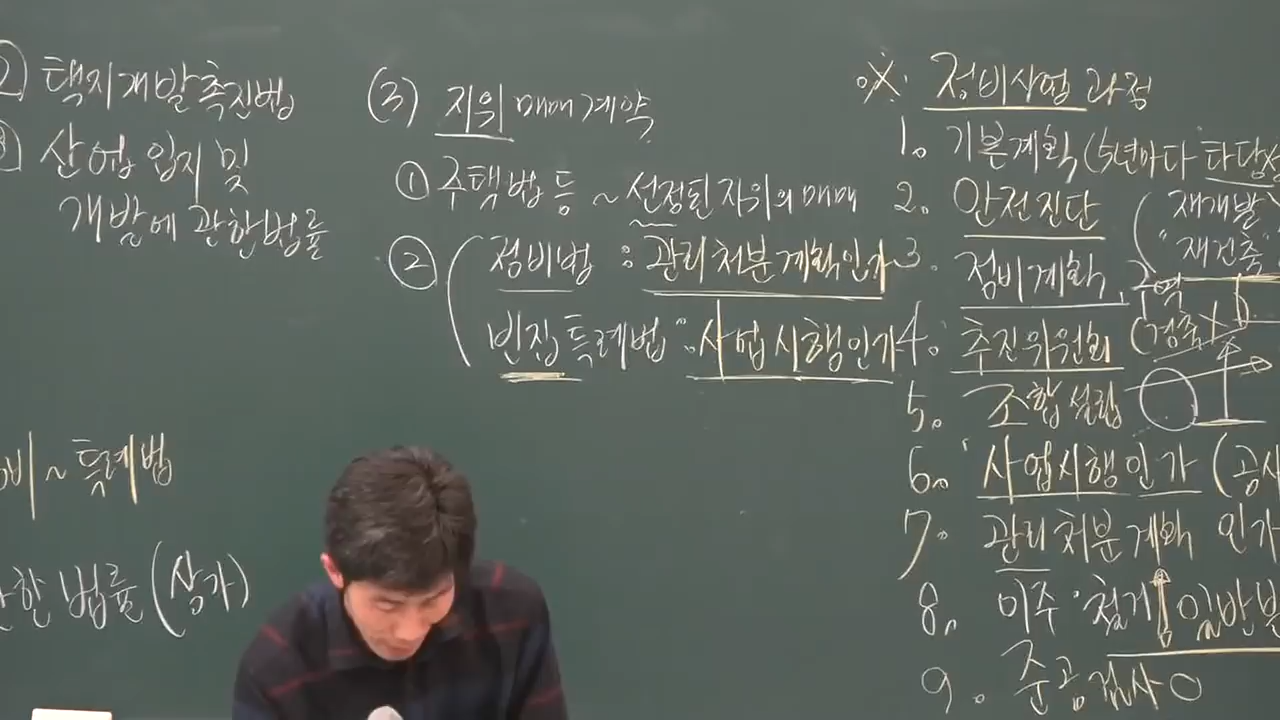 ② 택지개발촉진법
③ 산업입지 및
개발에 관한법률
비~특례법
관한 법률(상가)
(3) 지위 매매계약
① 주택법 등 ~ 선정된 지위의 매매
② 정비법 : 관리처분계획인가
빈집특례법 : 사업시행인가
※. 정비사업 과정
1. 기본계획(5년마다 타당성
2. 안전진단 (재개발X
"재건축"
3. 정비계획, 구역
4. 추진위원회 (검증X
5. 조합설립
6. 사업시행인가 (공사
7. 관리처분계획 인가
8. 이주·철거 일반분
9. 준공검사